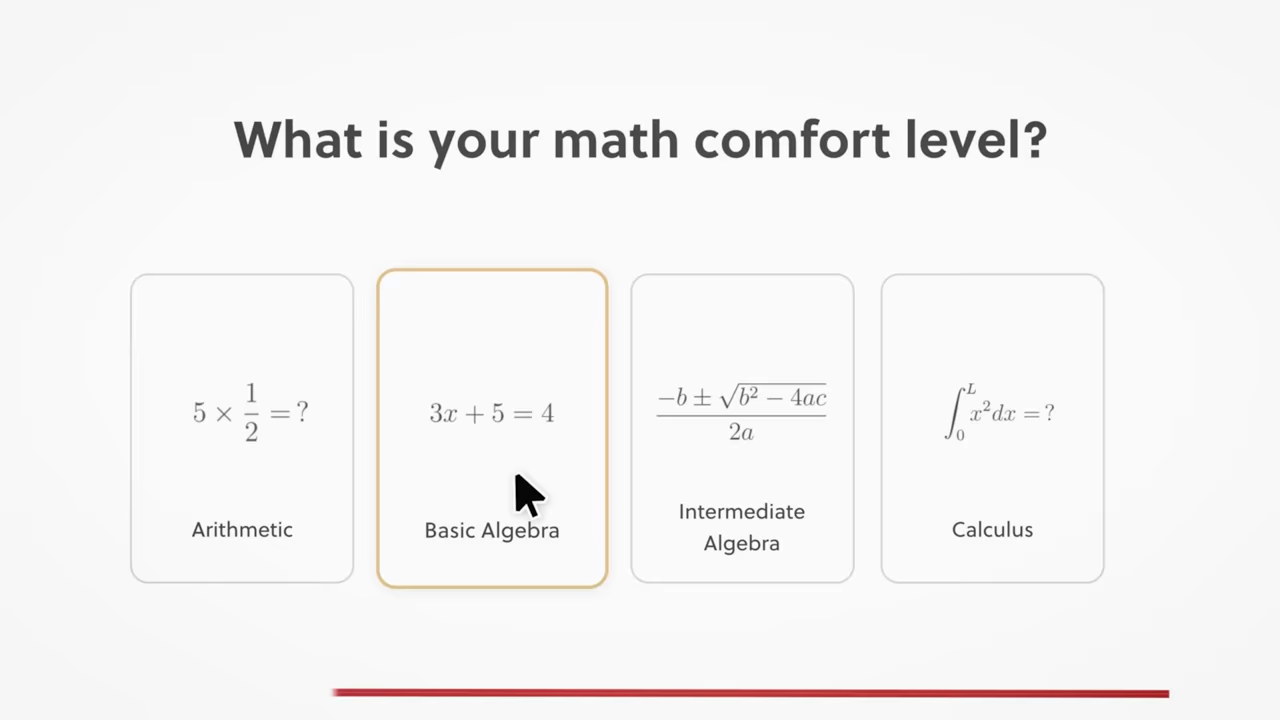 What is your math comfort level?
5 × 1/2 = ?
Arithmetic
3x + 5 = 4
Basic Algebra
−b ± √(b² − 4ac)
2a
Intermediate
Algebra
∫₀ᴸ x²dx = ?
Calculus